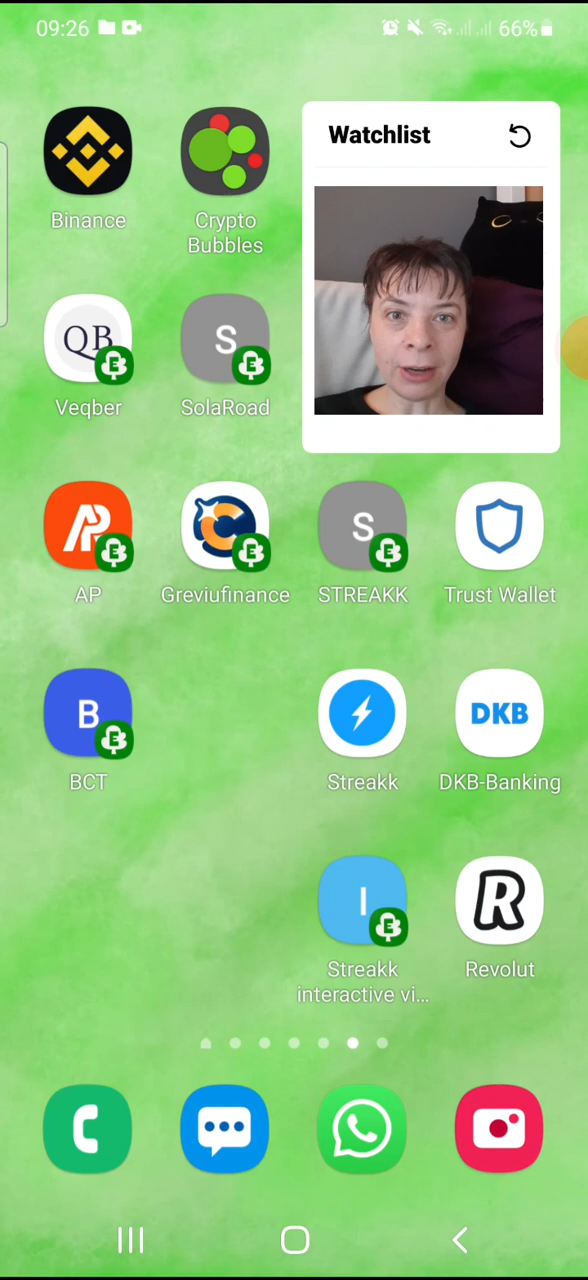 09:26
66%
Watchlist
Binance
Crypto
Bubbles
QB
S
Veqber
SolaRoad
AP
S
AP
Greviufinance
STREAKK
Trust Wallet
B
DKB
BCT
Streakk
DKB-Banking
I
R
Streakk
interactive vi...
Revolut